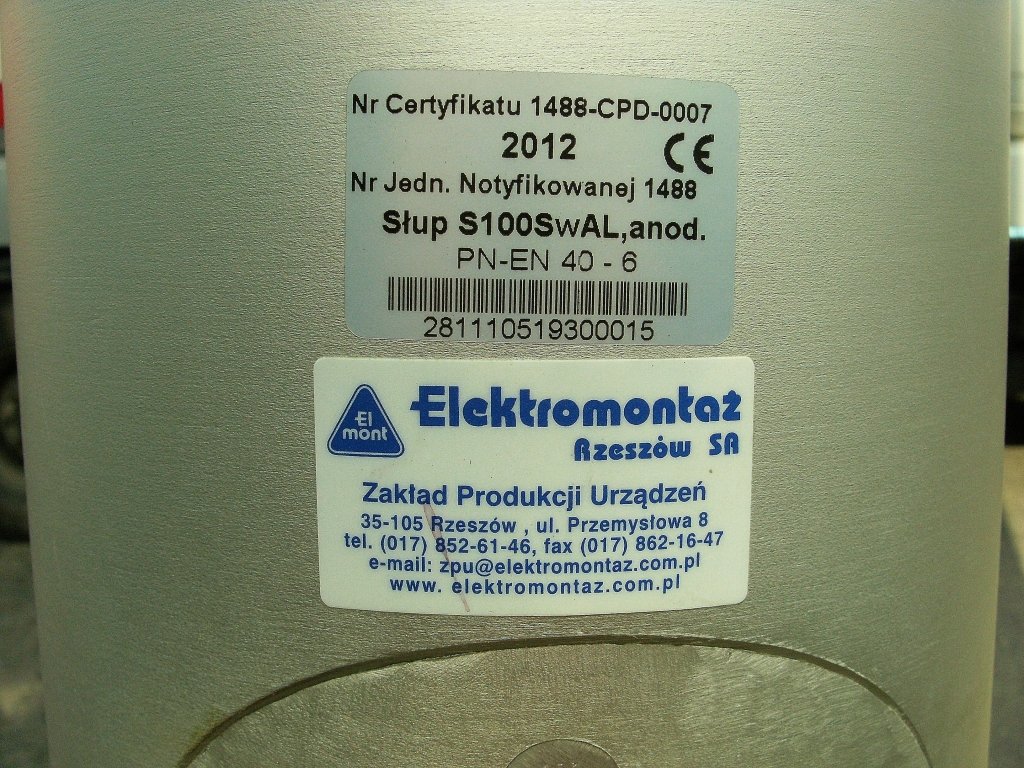 Nr Certyfikatu 1488-CPD-0007
2012 CE
Nr Jedn. Notyfikowanej 1488
Słup S100SwAL,anod.
PN-EN 40 - 6
281110519300015
El
mont
Elektromontaż
Rzeszów SA
Zakład Produkcji Urządzeń
35-105 Rzeszów , ul. Przemysłowa 8
tel. (017) 852-61-46, fax (017) 862-16-47
e-mail: zpu@elektromontaz.com.pl
www. elektromontaz.com.pl